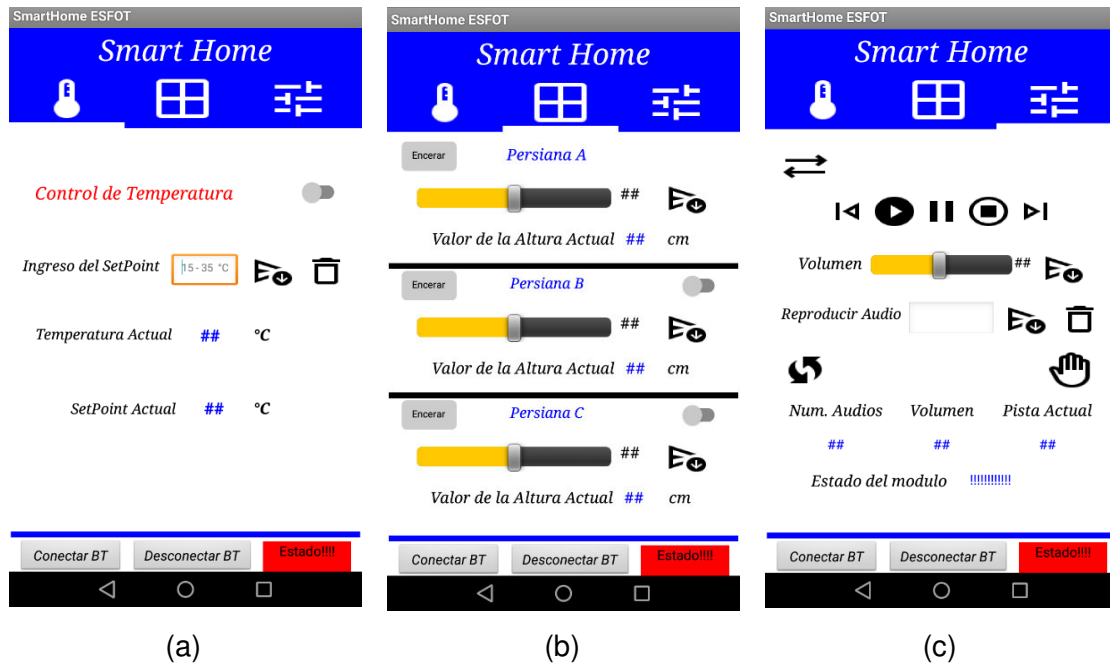 SmartHome ESFOT
Smart Home
E
Control de Temperatura
Ingreso del SetPoint 15-35 °C
Temperatura Actual ## °C
SetPoint Actual ## °C
Conectar BT Desconectar BT Estado!!!!
(a)
SmartHome ESFOT
Smart Home
E
Encerar Persiana A
##
Valor de la Altura Actual ## cm
Encerar Persiana B
##
Valor de la Altura Actual ## cm
Encerar Persiana C
##
Valor de la Altura Actual ## cm
Conectar BT Desconectar BT Estado!!!!
(b)
SmartHome ESFOT
Smart Home
E
Volumen ##
Reproducir Audio
Num. Audios Volumen Pista Actual
## ## ##
Estado del modulo !!!!!!!!!!!!
Conectar BT Desconectar BT Estado!!!!
(c)